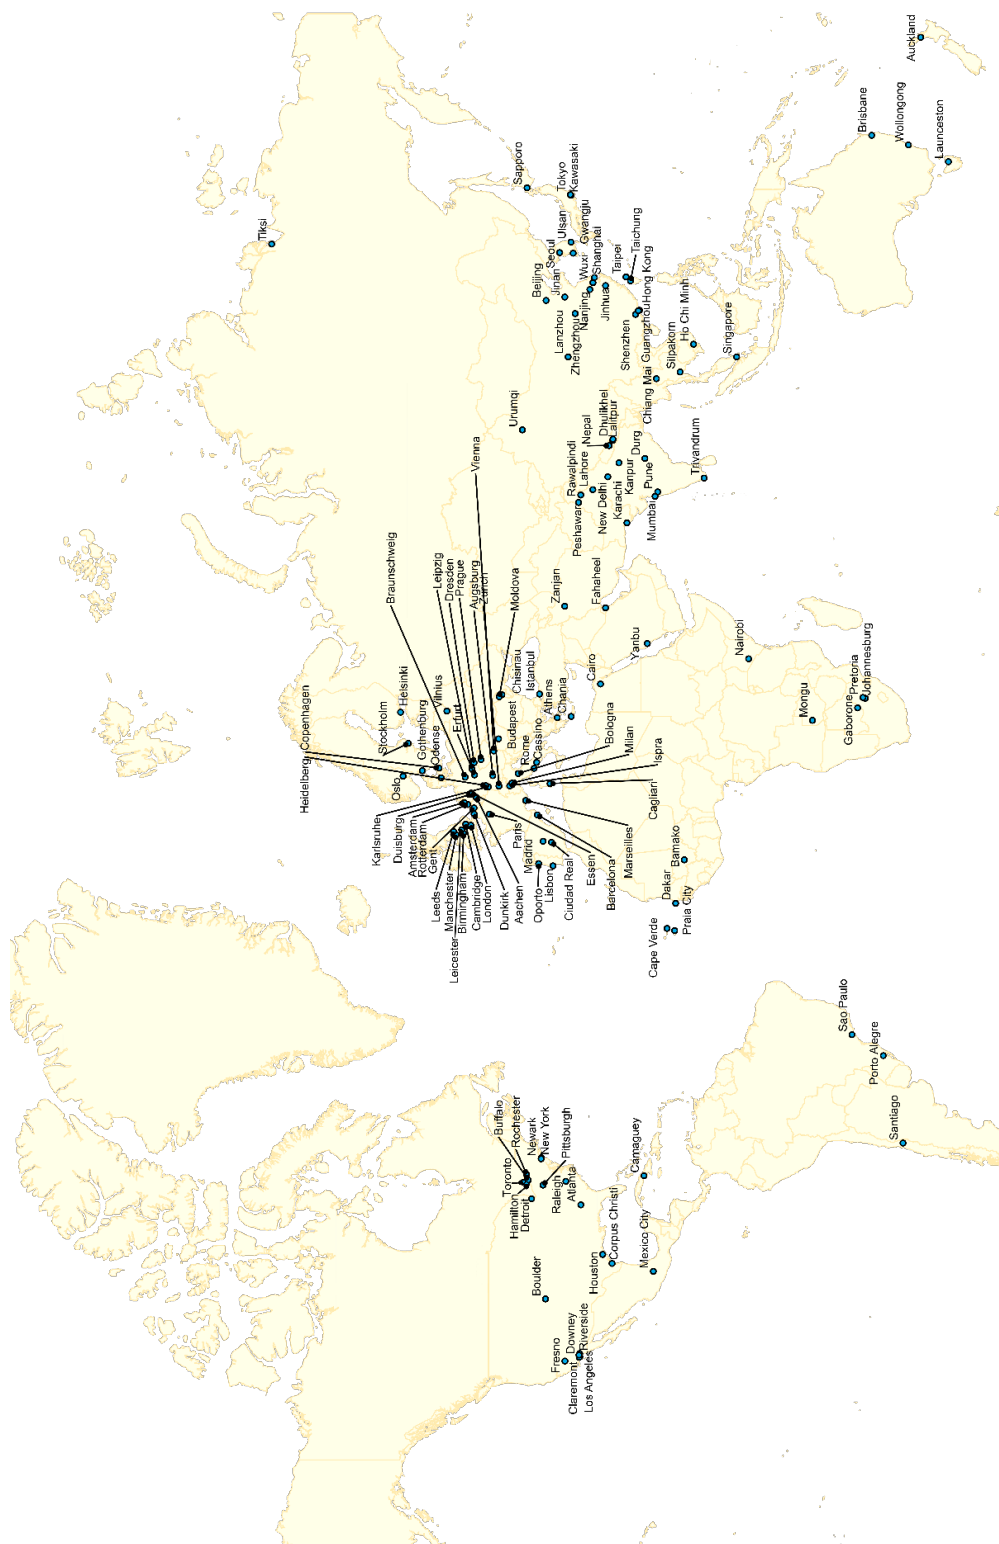 Auckland
Brisbane
Wollongong
Launceston
Sapporo
Tokyo
Kawasaki
Tiksi
Ulsan
Gwangju
Seoul
Beijing
Jinan
Wuxi
Shanghai
Nanjing
Jinhua
Taipei
Taichung
Lanzhou
Zhengzhou
Shenzhen
Guangzhou
Hong Kong
Ho Chi Minh
Silpakorn
Chiang Mai
Singapore
Urumqi
Nepal
Dhulikhel
Lalitpur
Rawalpindi
Lahore
Peshawar
New Delhi
Karachi
Kanpur
Durg
Pune
Mumbai
Trivandrum
Vienna
Braunschweig
Leipzig
Dresden
Prague
Augsburg
Zurich
Moldova
Zanjan
Fahaheel
Yanbu
Nairobi
Mongu
Gaborone
Pretoria
Johannesburg
Cairo
Chisinau
Istanbul
Athens
Chania
Budapest
Rome
Cassino
Bologna
Milan
Ispra
Cagliari
Copenhagen
Heidelberg
Helsinki
Stockholm
Vilnius
Gothenburg
Odense
Erfurt
Oslo
Karlsruhe
Duisburg
Amsterdam
Rotterdam
Gent
Leeds
Manchester
Birmingham
Leicester
Cambridge
London
Dunkirk
Aachen
Paris
Madrid
Oporto
Lisbon
Ciudad Real
Essen
Barcelona
Marseilles
Bamako
Dakar
Praia City
Cape Verde
Sao Paulo
Porto Alegre
Santiago
Buffalo
Rochester
Newark
New York
Pittsburgh
Toronto
Hamilton
Detroit
Raleigh
Atlanta
Camaguey
Boulder
Houston
Corpus Christi
Mexico City
Fresno
Downey
Riverside
Claremont
Los Angeles